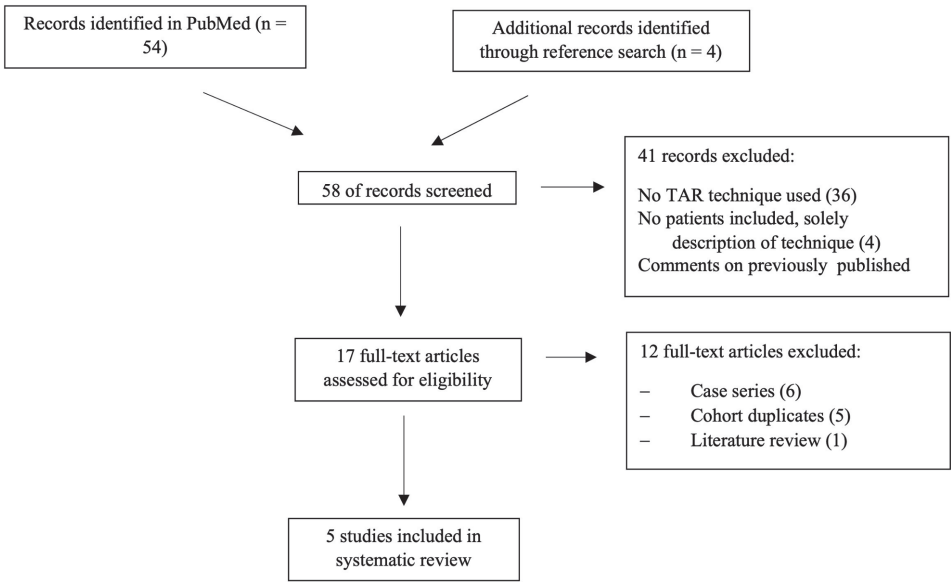 Records identified in PubMed (n =
54)
Additional records identified
through reference search (n = 4)
58 of records screened
41 records excluded:
No TAR technique used (36)
No patients included, solely
description of technique (4)
Comments on previously published
17 full-text articles
assessed for eligibility
12 full-text articles excluded:
– Case series (6)
– Cohort duplicates (5)
– Literature review (1)
5 studies included in
systematic review